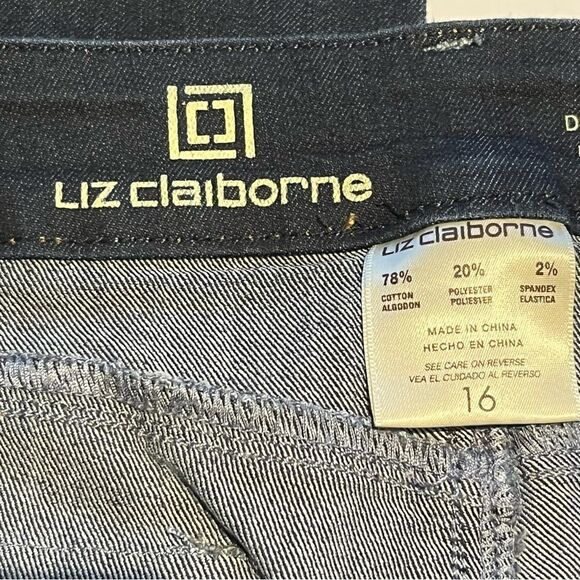 LIZ claIBorne
LIZ claIBorne
78% 20% 2%
COTTON POLYESTER SPANDEX
ALGODON POLIESTER ELASTICA
MADE IN CHINA
HECHO EN CHINA
SEE CARE ON REVERSE
VEA EL CUIDADO AL REVERSO
16
D